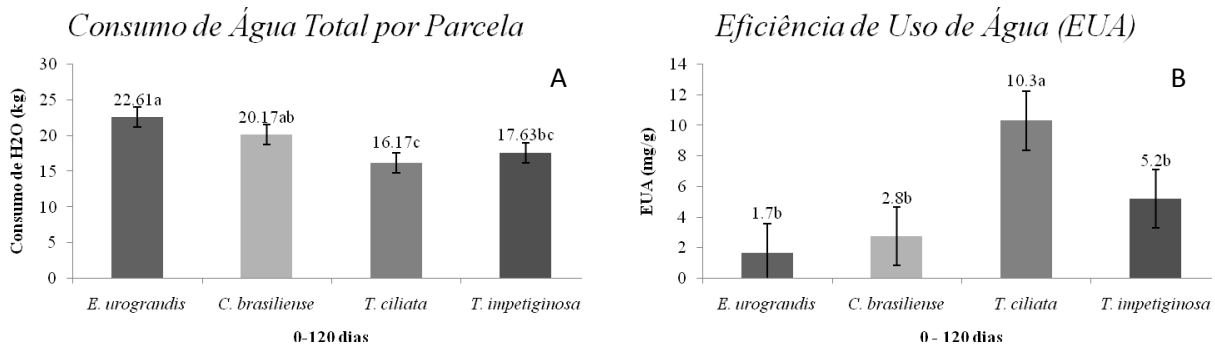 Consumo de Água Total por Parcela
A
Consumo de H2O (kg)
30
25
20
15
10
5
0
22.61a
20.17ab
16.17c
17.63bc
E. urograndis
C. brasiliense
T. ciliata
T. impetiginosa
0-120 dias
Eficiência de Uso de Água (EUA)
B
EUA (mg/g)
14
12
10
8
6
4
2
0
1.7b
2.8b
10.3a
5.2b
E. urograndis
C. brasiliense
T. ciliata
T. impetiginosa
0 - 120 dias